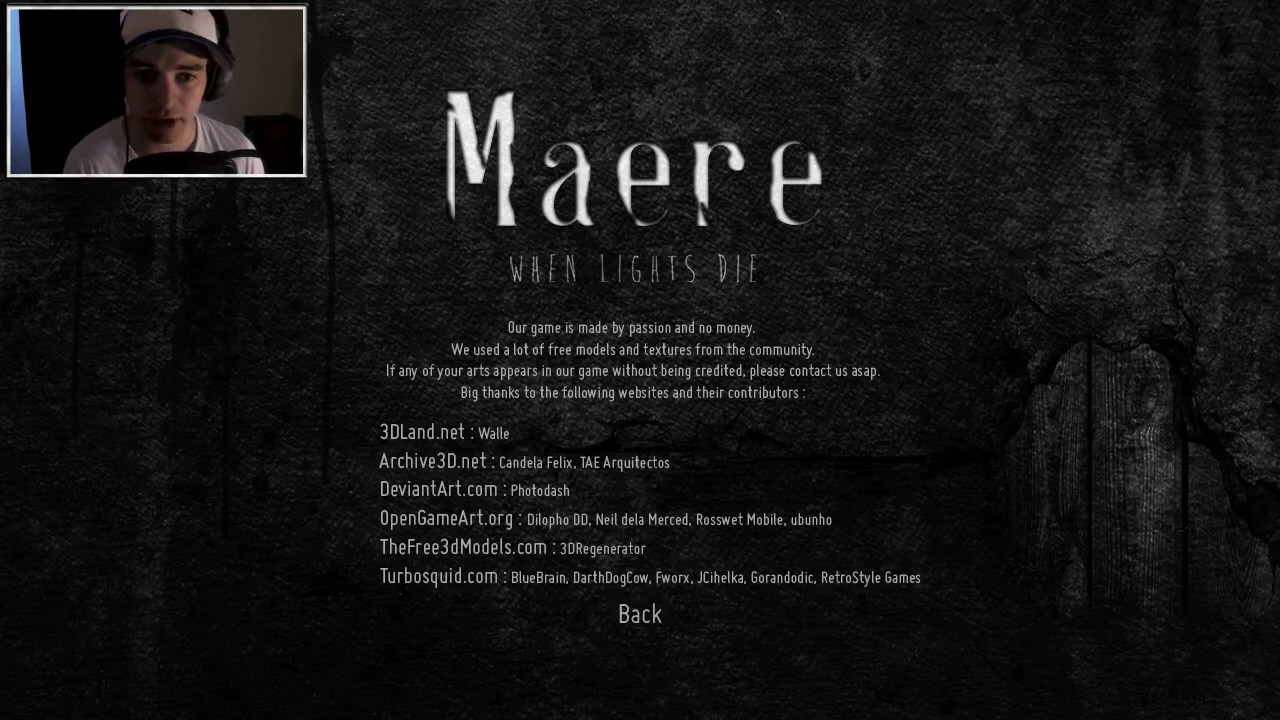 Maere
WHEN LIGHTS DIE
Our game is made by passion and no money.
We used a lot of free models and textures from the community.
If any of your arts appears in our game without being credited, please contact us asap.
Big thanks to the following websites and their contributors :
3DLand.net : Walle
Archive3D.net : Candela Felix, TAE Arquitectos
DeviantArt.com : Photodash
OpenGameArt.org : Dilopho DD, Neil dela Merced, Rosswet Mobile, ubunho
TheFree3dModels.com : 3DRegenerator
Turbosquid.com : BlueBrain, DarthDogCow, Fworx, JCihelka, Gorandodic, RetroStyle Games
Back